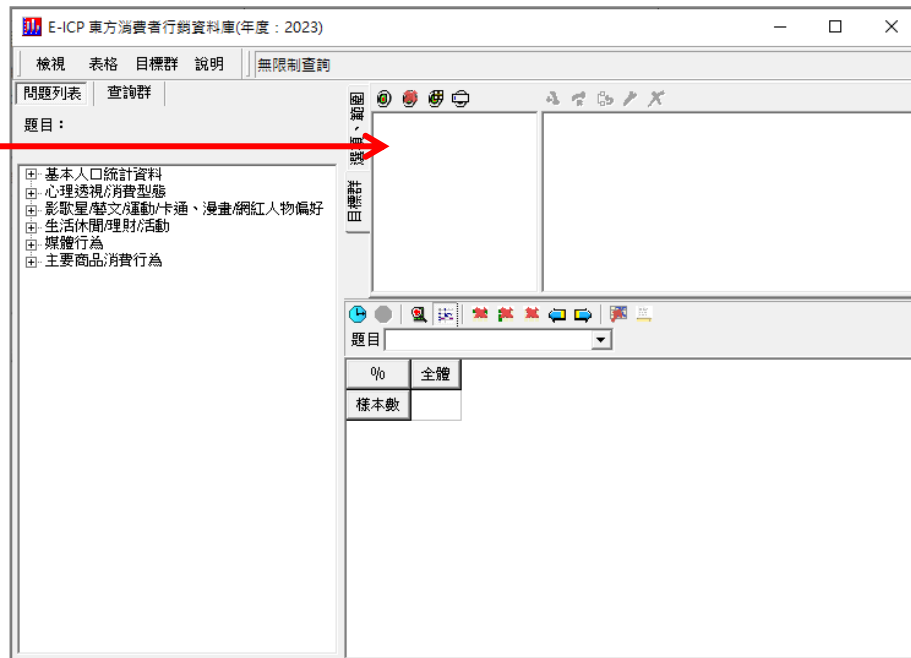 E-ICP 東方消費者行銷資料庫(年度：2023)
檢視 表格 目標群 說明 無限制查詢
問題列表 查詢群
題目：
選項、範圍
目標群
基本人口統計資料
心理透視/消費型態
影歌星/藝文/運動/卡通、漫畫/網紅人物偏好
生活休閒/理財/活動
媒體行為
主要商品消費行為
題目
% 全體
樣本數